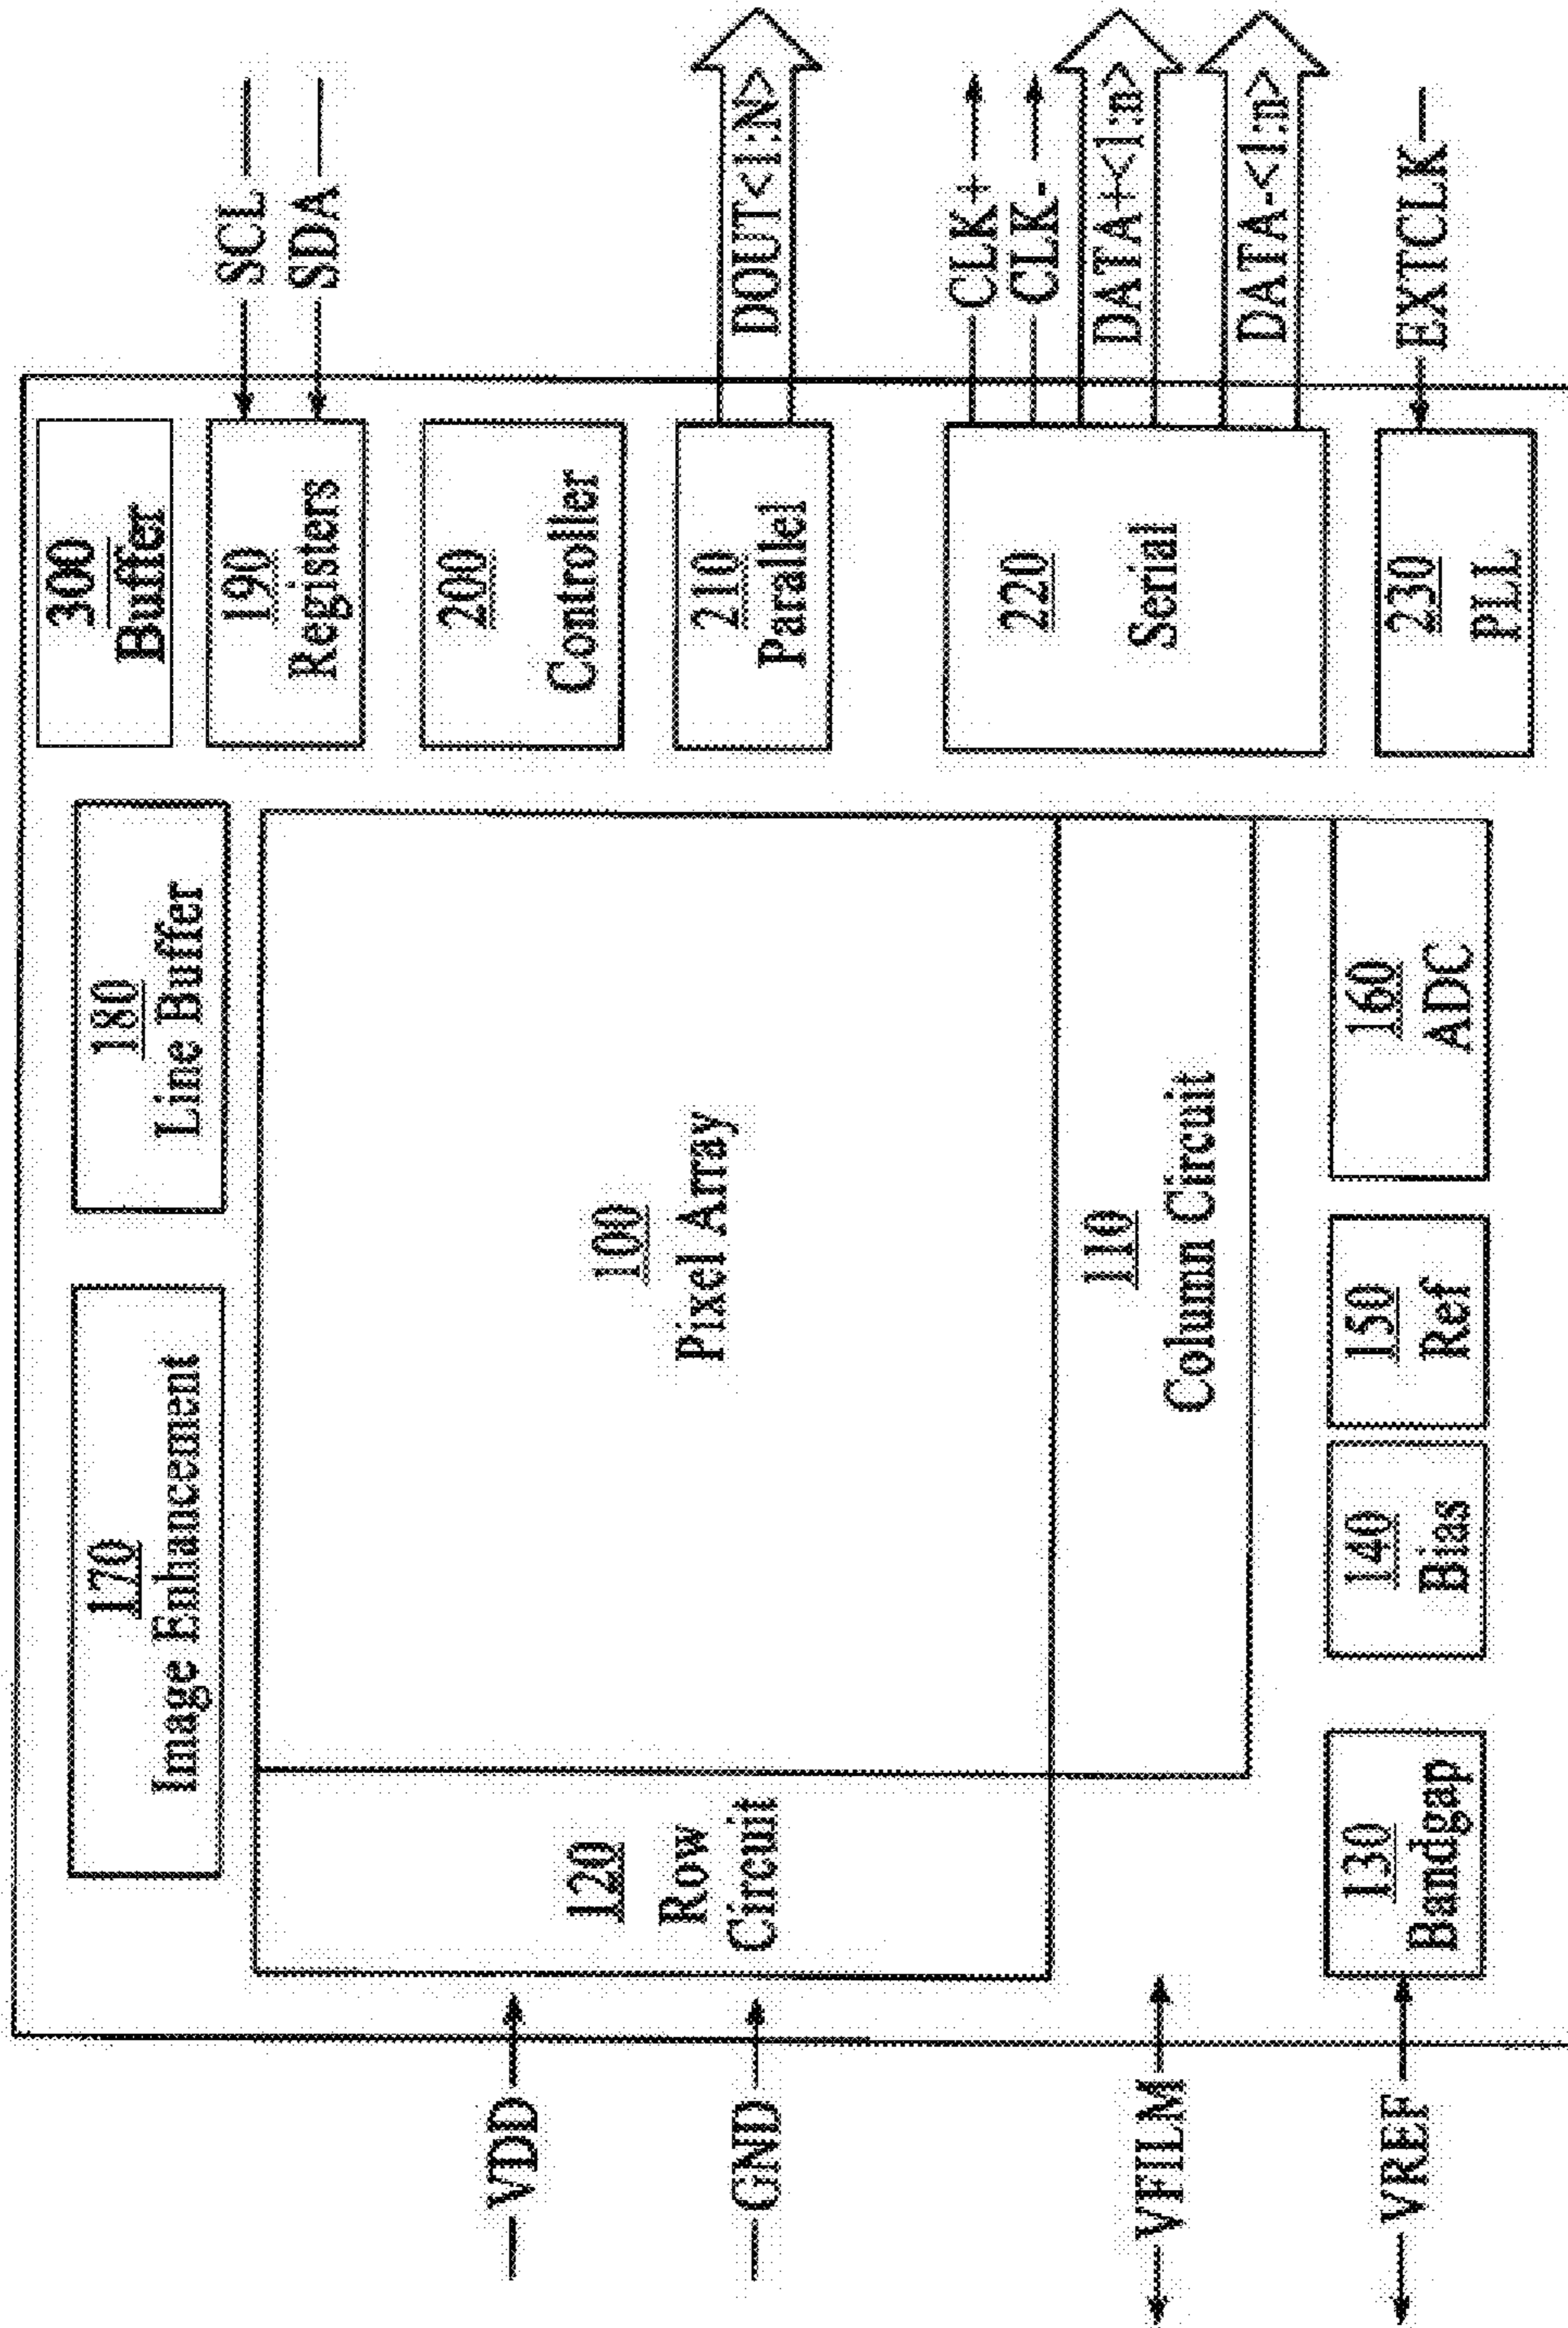 300
Buffer
170
Image Enhancement
180
Line Buffer
190
Registers
SCL
SDA
VDD
120
Row
Circuit
100
Pixel Array
200
Controller
GND
210
Parallel
DOUT<1:N>
110
Column Circuit
220
Serial
CLK+
CLK-
DATA+<1:n>
DATA-<1:n>
VFILM
VREF
130
Bandgap
140
Bias
150
Ref
160
ADC
230
PLL
EXTCLK